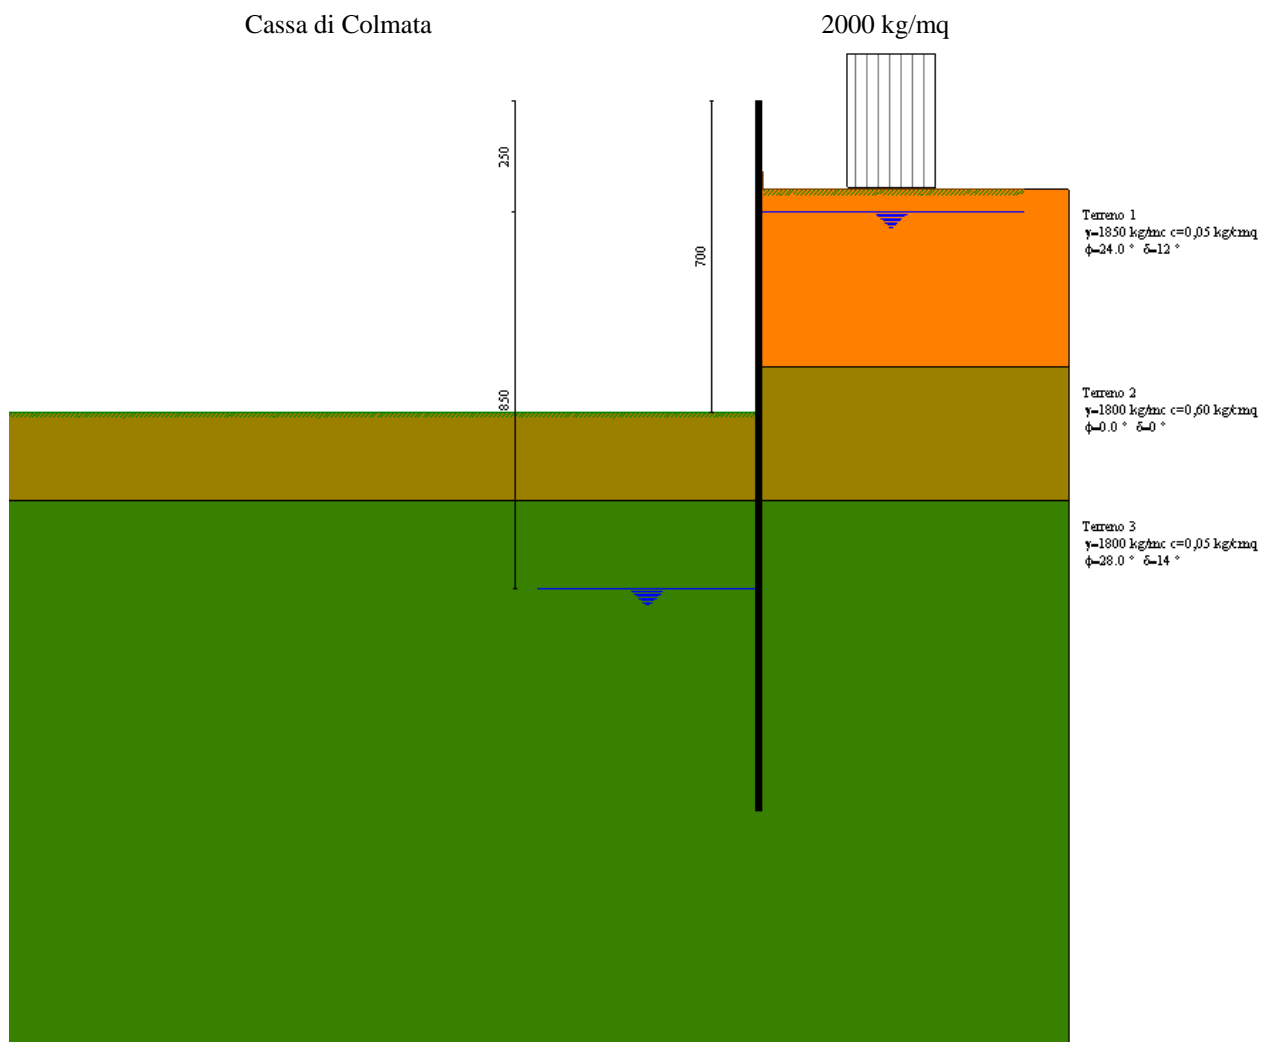 Cassa di Colmata
2000 kg/mq
250
700
850
Terreno 1
γ=1850 kg/mc c=0,05 kg/cmq
ϕ=24.0 ° δ=12 °
Terreno 2
γ=1800 kg/mc c=0,60 kg/cmq
ϕ=0.0 ° δ=0 °
Terreno 3
γ=1800 kg/mc c=0,05 kg/cmq
ϕ=28.0 ° δ=14 °